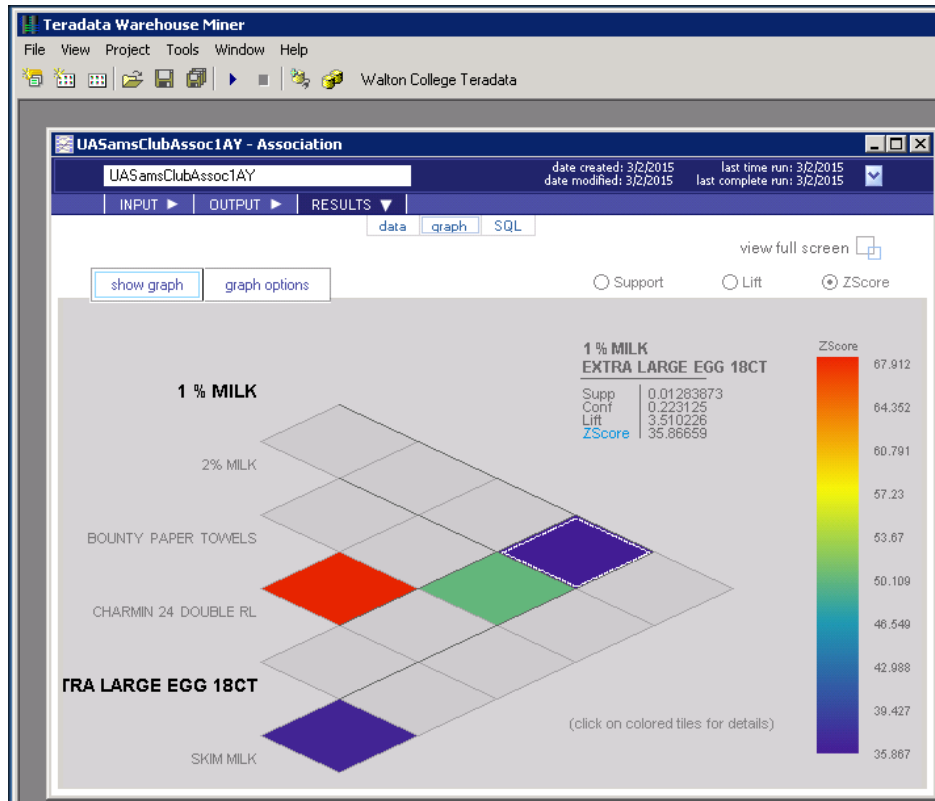 Teradata Warehouse Miner
File View Project Tools Window Help
Walton College Teradata
UASamsClubAssoc1AY - Association
UASamsClubAssoc1AY
date created: 3/2/2015 last time run: 3/2/2015
date modified: 3/2/2015 last complete run: 3/2/2015
INPUT OUTPUT RESULTS
data graph SQL
view full screen
show graph graph options Support Lift ZScore
1 % MILK
EXTRA LARGE EGG 18CT
Supp 0.01283873
Conf 0.223125
Lift 3.510226
ZScore 35.86659
ZScore
67.912
64.352
60.791
57.23
53.67
50.109
46.549
42.988
39.427
35.867
1 % MILK
2% MILK
BOUNTY PAPER TOWELS
CHARMIN 24 DOUBLE RL
TRA LARGE EGG 18CT
SKIM MILK
(click on colored tiles for details)